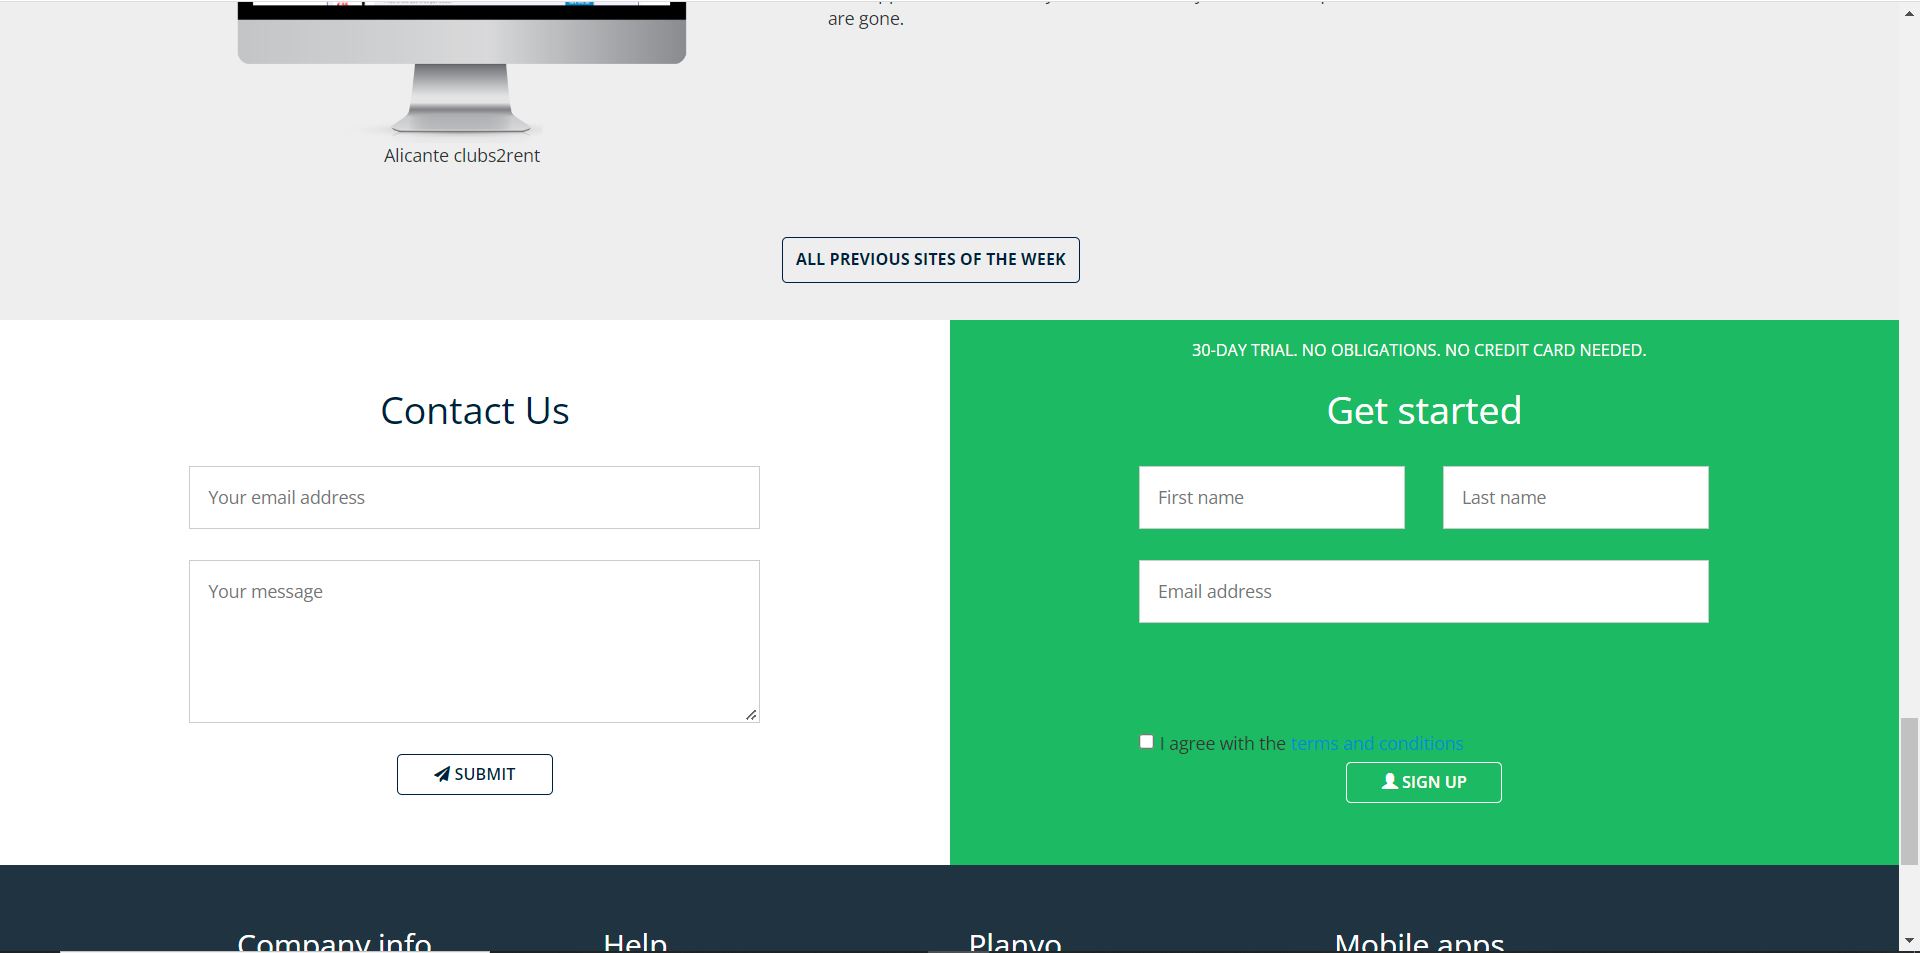 are gone.
Alicante clubs2rent
ALL PREVIOUS SITES OF THE WEEK
Contact Us
Your email address
Your message
SUBMIT
30-DAY TRIAL. NO OBLIGATIONS. NO CREDIT CARD NEEDED.
Get started
First name
Last name
Email address
I agree with the terms and conditions
SIGN UP
Company info
Help
Planyo
Mobile apps